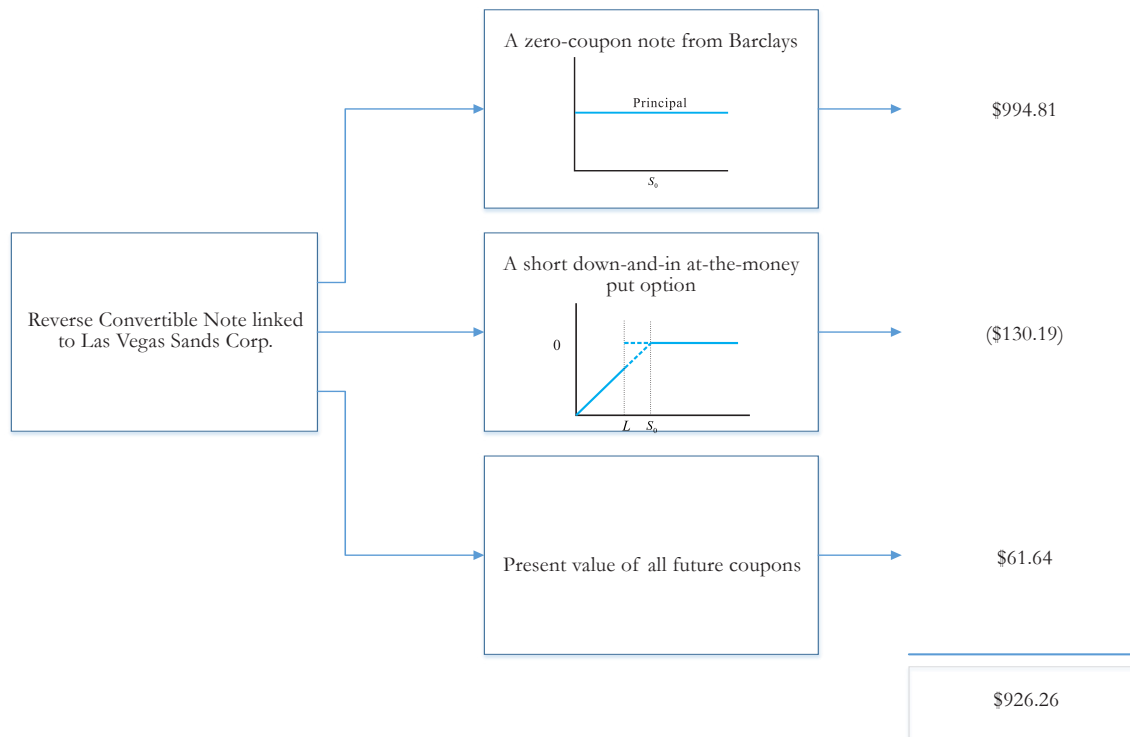 A zero-coupon note from Barclays
Principal
$994.81
S₀
A short down-and-in at-the-money
put option
Reverse Convertible Note linked
to Las Vegas Sands Corp.
0
($130.19)
L S₀
Present value of all future coupons
$61.64
$926.26